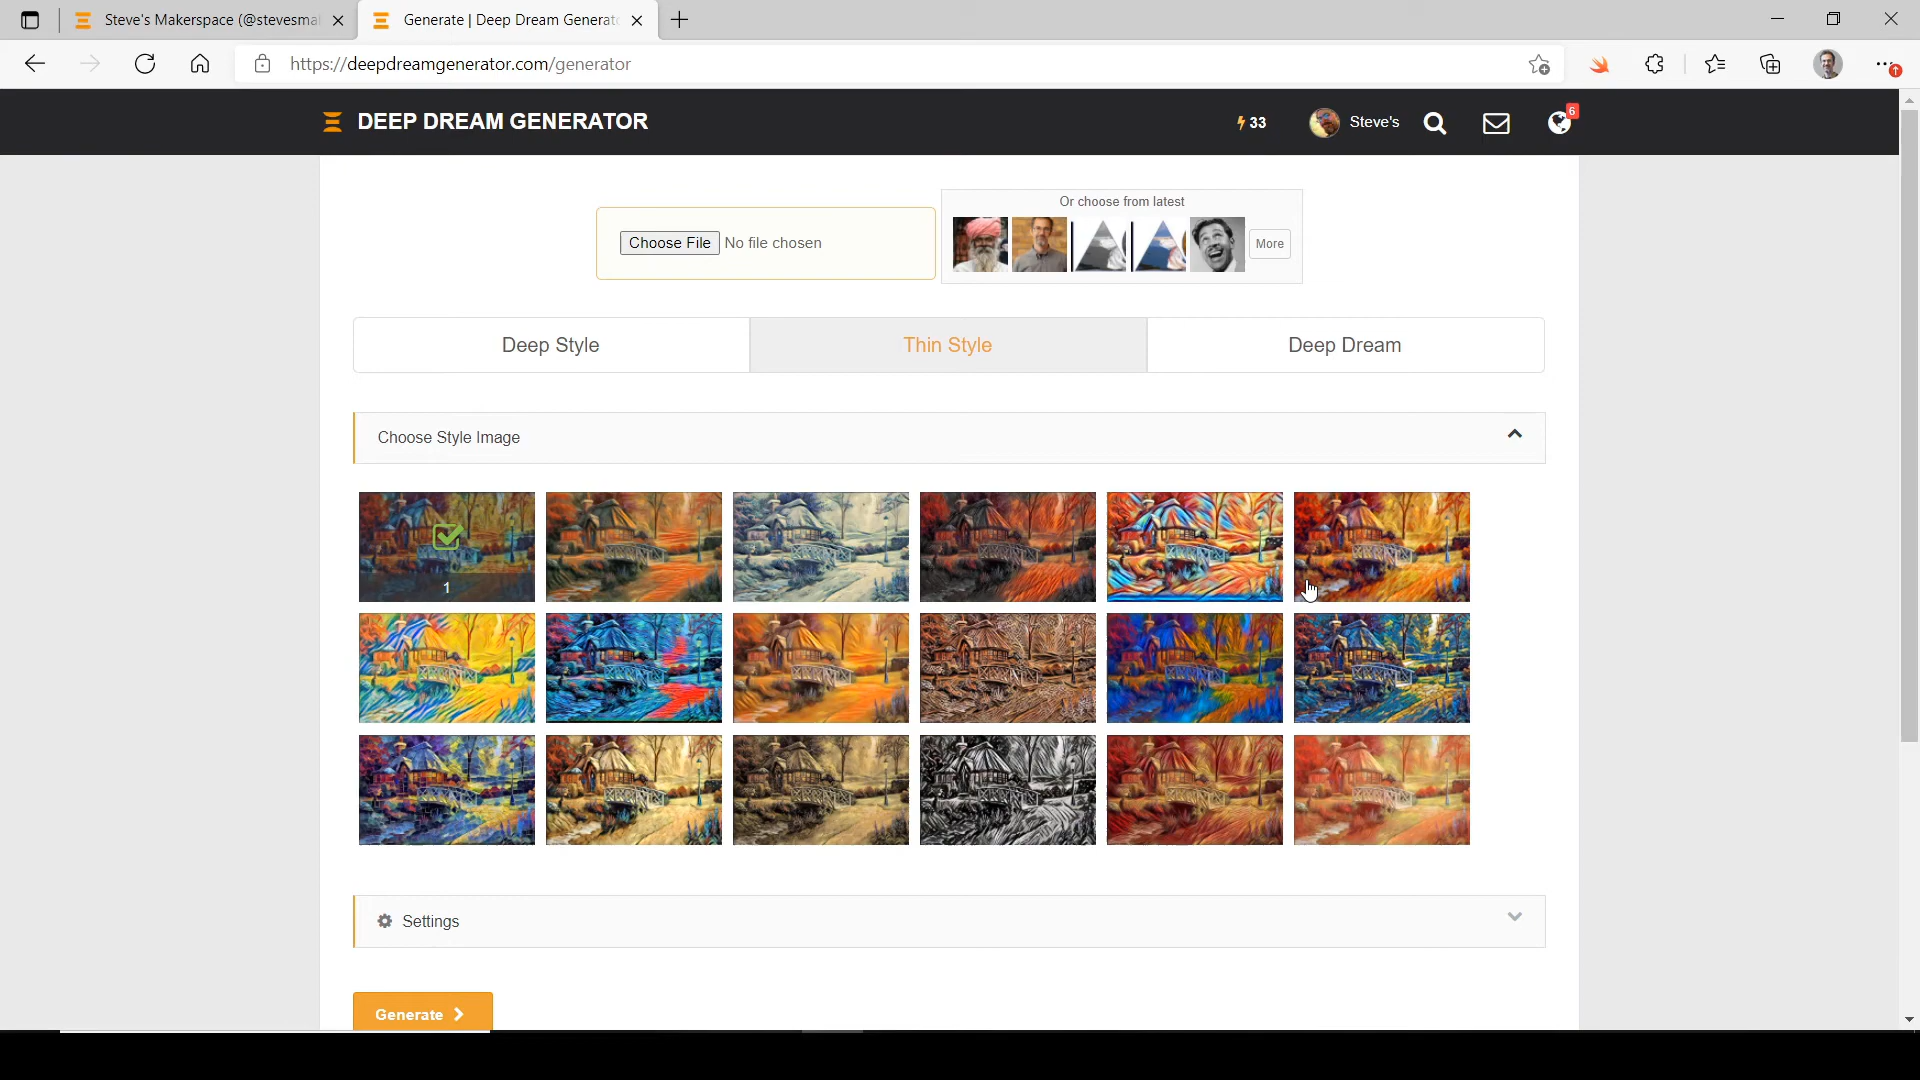 Steve's Makerspace (@stevesma
Generate | Deep Dream Generat
https://deepdreamgenerator.com/generator
DEEP DREAM GENERATOR
33
Steve's
6
Or choose from latest
Choose File No file chosen
More
Deep Style
Thin Style
Deep Dream
Choose Style Image
1
Settings
Generate